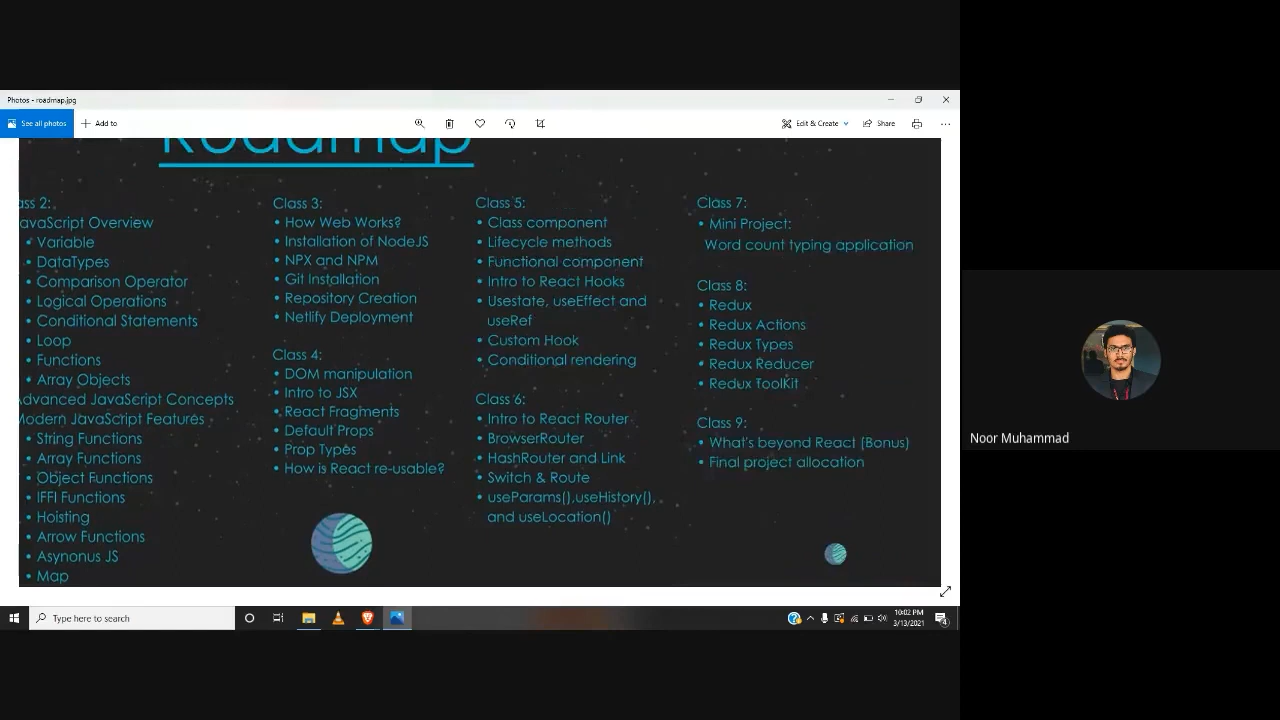 Photos - roadmap.jpg
See all photos
Add to
Edit & Create
Share
Roadmap
ass 2:
avaScript Overview
• Variable
• DataTypes
• Comparison Operator
• Logical Operations
• Conditional Statements
• Loop
• Functions
• Array Objects
Advanced JavaScript Concepts
Modern JavaScript Features
• String Functions
• Array Functions
• Object Functions
• IFFI Functions
• Hoisting
• Arrow Functions
• Asynonus JS
• Map
Class 3:
• How Web Works?
• Installation of NodeJS
• NPX and NPM
• Git Installation
• Repository Creation
• Netlify Deployment
Class 4:
• DOM manipulation
• Intro to JSX
• React Fragments
• Default Props
• Prop Types
• How is React re-usable?
Class 5:
• Class component
• Lifecycle methods
• Functional component
• Intro to React Hooks
• Usestate, useEffect and
useRef
• Custom Hook
• Conditional rendering
Class 6:
• Intro to React Router
• BrowserRouter
• HashRouter and Link
• Switch & Route
• useParams(),useHistory(),
and useLocation()
Class 7:
• Mini Project:
Word count typing application
Class 8:
• Redux
• Redux Actions
• Redux Types
• Redux Reducer
• Redux ToolKit
Class 9:
• What's beyond React (Bonus)
• Final project allocation
Noor Muhammad
Type here to search
10:02 PM
3/13/2021
4